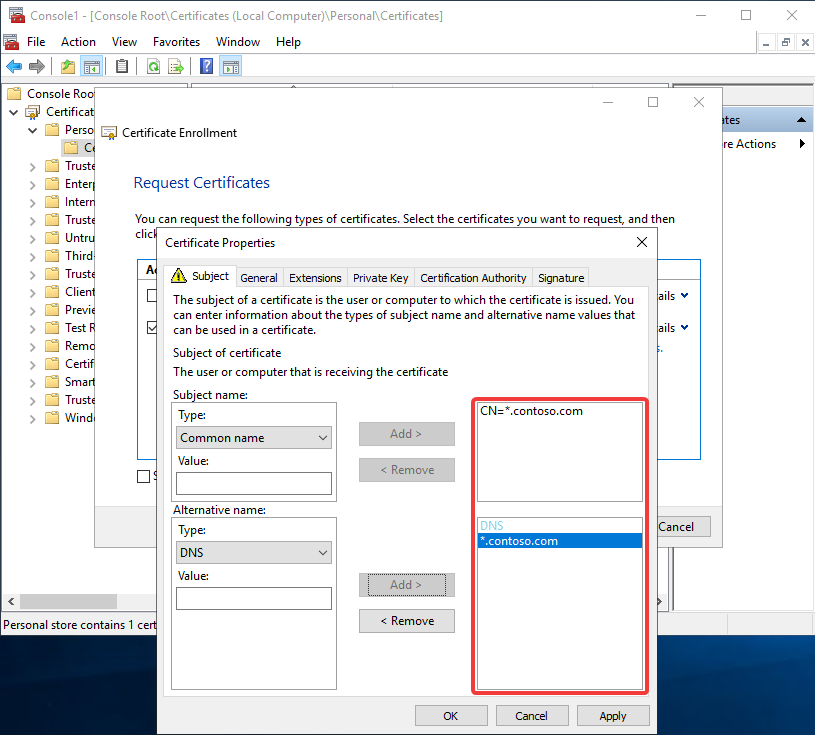 Console1 - [Console Root\Certificates (Local Computer)\Personal\Certificates]
File Action View Favorites Window Help
Console Roo
Certificat
Perso
Ce
Truste
Enterp
Interm
Truste
Untru
Third-
Truste
Client
Previe
Test R
Remo
Certif
Smart
Truste
Windo
ates
re Actions
Certificate Enrollment
Request Certificates
You can request the following types of certificates. Select the certificates you want to request, and then
click
ails
ails
s.
Cancel
Certificate Properties
Subject General Extensions Private Key Certification Authority Signature
The subject of a certificate is the user or computer to which the certificate is issued. You
can enter information about the types of subject name and alternative name values that
can be used in a certificate.
Subject of certificate
The user or computer that is receiving the certificate
Subject name:
Type:
Common name
Value:
Add >
< Remove
CN=*.contoso.com
Alternative name:
Type:
DNS
Value:
Add >
< Remove
DNS
*.contoso.com
OK Cancel Apply
Personal store contains 1 cert